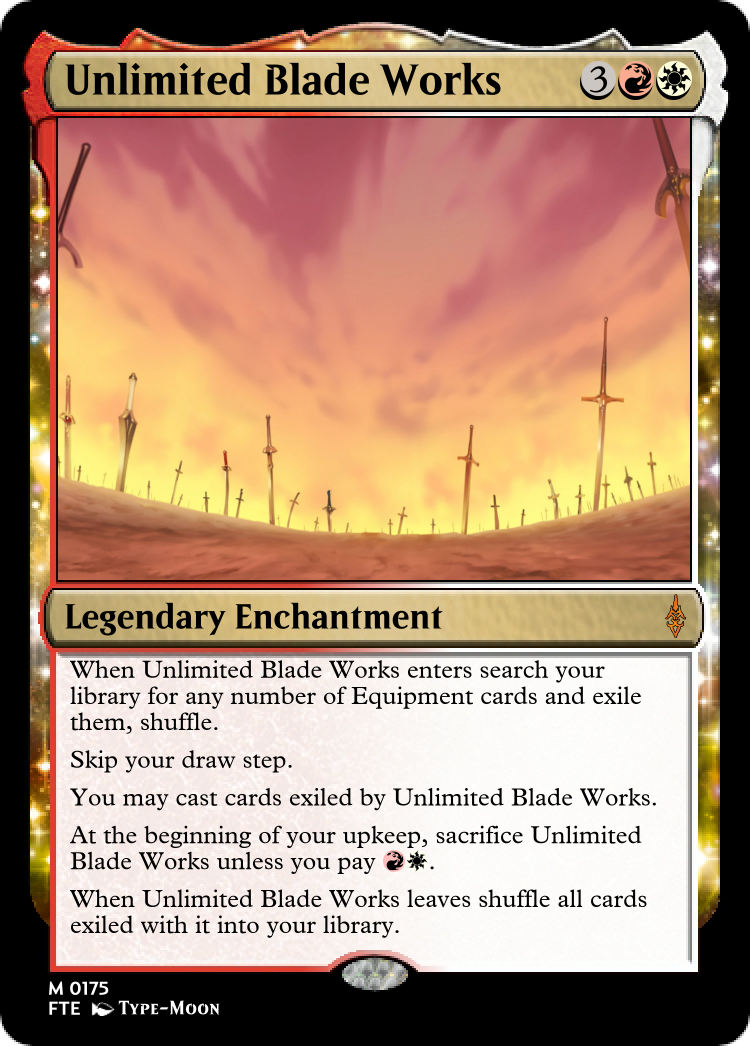 Unlimited Blade Works 3
Legendary Enchantment
When Unlimited Blade Works enters search your
library for any number of Equipment cards and exile
them, shuffle.
Skip your draw step.
You may cast cards exiled by Unlimited Blade Works.
At the beginning of your upkeep, sacrifice Unlimited
Blade Works unless you pay .
When Unlimited Blade Works leaves shuffle all cards
exiled with it into your library.
M 0175
FTE Type-Moon